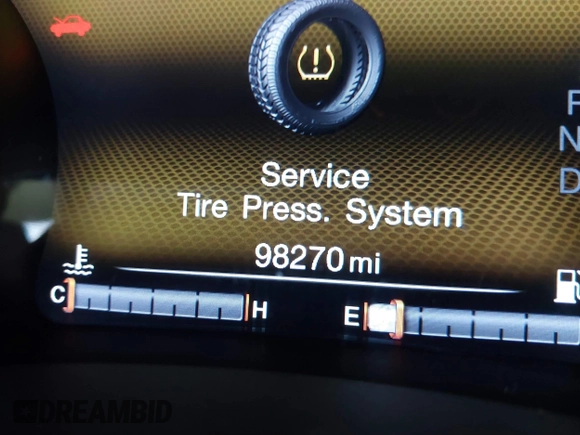 P
N
D
Service
Tire Press. System
98270 mi
C H E
DREAMBID